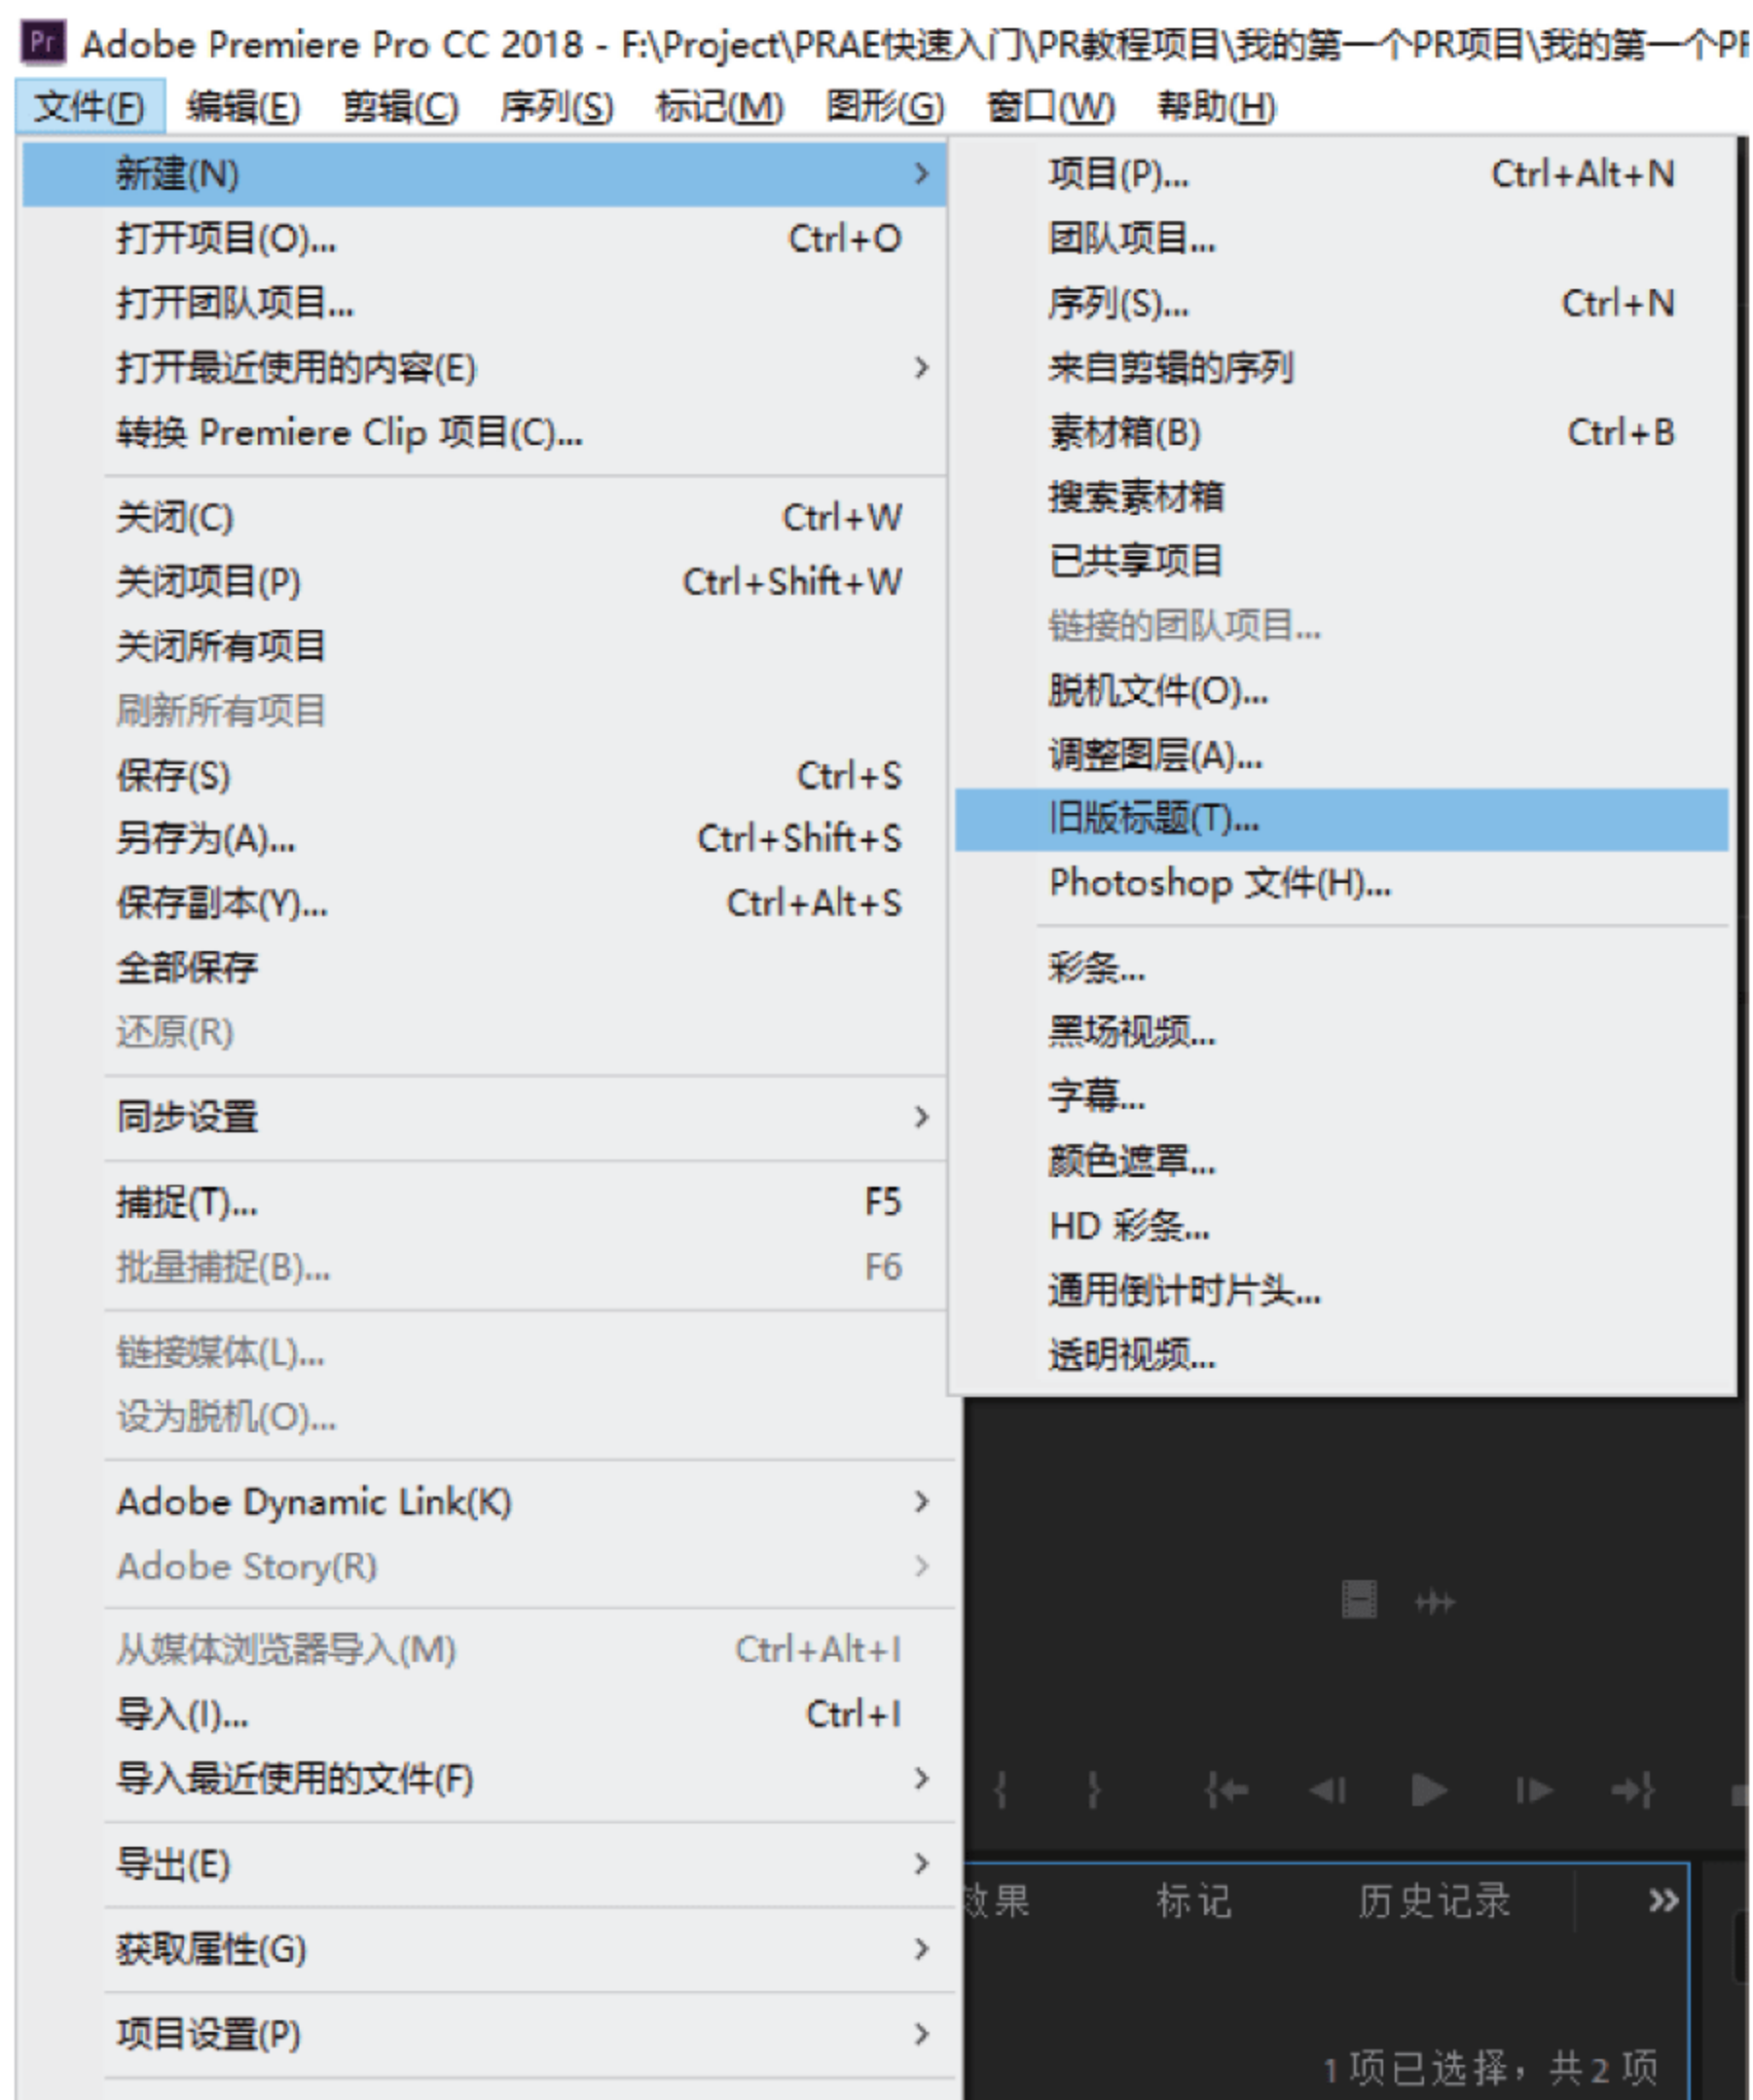 Pr Adobe Premiere Pro CC 2018 - F:\Project\PRAE快速入门\PR教程项目\我的第一个PR项目\我的第一个PR
文件(F) 编辑(E) 剪辑(C) 序列(S) 标记(M) 图形(G) 窗口(W) 帮助(H)
新建(N)
打开项目(O)... Ctrl+O
打开团队项目...
打开最近使用的内容(E)
转换 Premiere Clip 项目(C)...
关闭(C) Ctrl+W
关闭项目(P) Ctrl+Shift+W
关闭所有项目
刷新所有项目
保存(S) Ctrl+S
另存为(A)... Ctrl+Shift+S
保存副本(Y)... Ctrl+Alt+S
全部保存
还原(R)
同步设置
捕捉(T)... F5
批量捕捉(B)... F6
链接媒体(L)...
设为脱机(O)...
Adobe Dynamic Link(K)
Adobe Story(R)
从媒体浏览器导入(M) Ctrl+Alt+I
导入(I)... Ctrl+I
导入最近使用的文件(F)
导出(E)
获取属性(G)
项目设置(P)
项目(P)... Ctrl+Alt+N
团队项目...
序列(S)... Ctrl+N
来自剪辑的序列
素材箱(B) Ctrl+B
搜索素材箱
已共享项目
链接的团队项目...
脱机文件(O)...
调整图层(A)...
旧版标题(T)...
Photoshop 文件(H)...
彩条...
黑场视频...
字幕...
颜色遮罩...
HD 彩条...
通用倒计时片头...
透明视频...
效果 标记 历史记录
1 项已选择，共 2 项